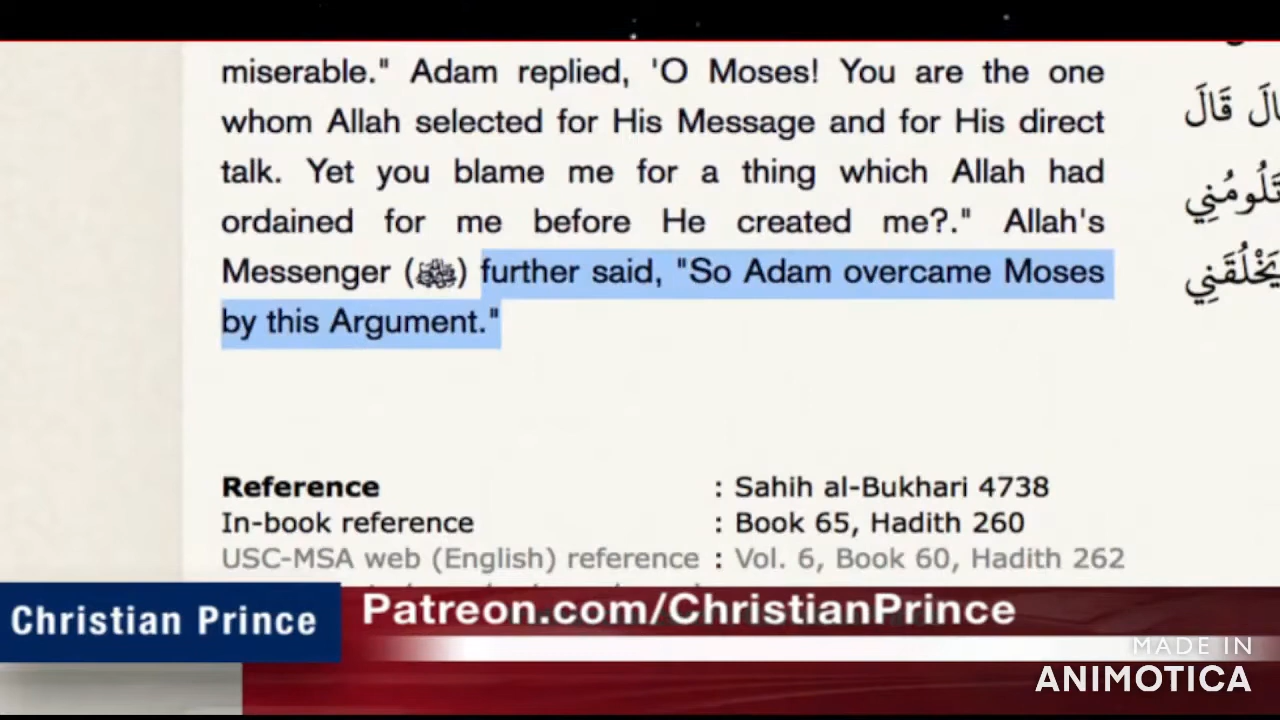 miserable." Adam replied, 'O Moses! You are the one
whom Allah selected for His Message and for His direct
talk. Yet you blame me for a thing which Allah had
ordained for me before He created me?." Allah's
Messenger (ﷺ) further said, "So Adam overcame Moses
by this Argument."
قَالَ
تَلُومُنِي
يَخْلُقَنِي
Reference : Sahih al-Bukhari 4738
In-book reference : Book 65, Hadith 260
USC-MSA web (English) reference : Vol. 6, Book 60, Hadith 262
Christian Prince
Patreon.com/ChristianPrince
MADE IN
ANIMOTICA